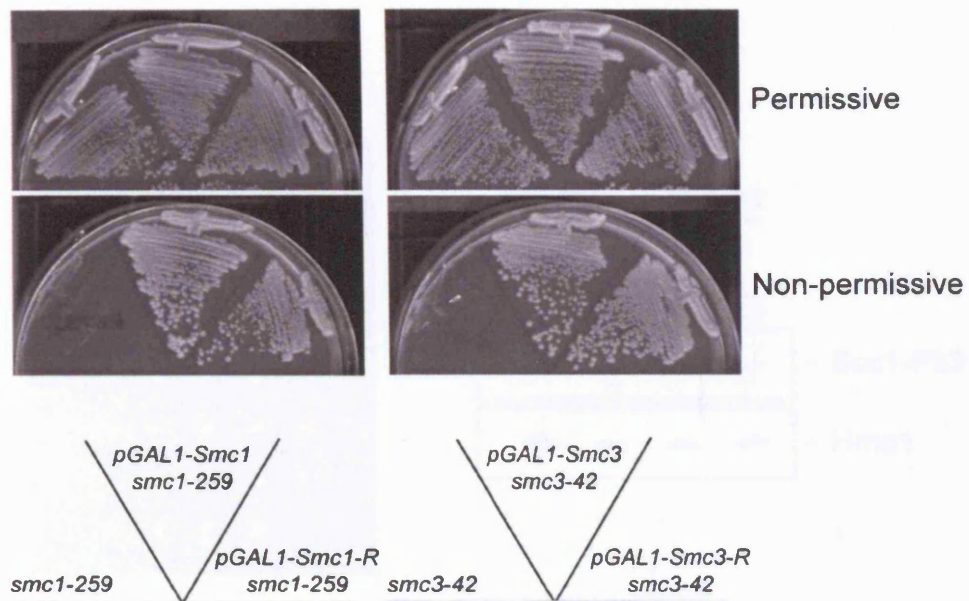 Permissive
Non-permissive
pGAL1-Smc1
smc1-259
pGAL1-Smc3
smc3-42
pGAL1-Smc1-R
smc1-259
smc1-259
pGAL1-Smc3-R
smc3-42
smc3-42